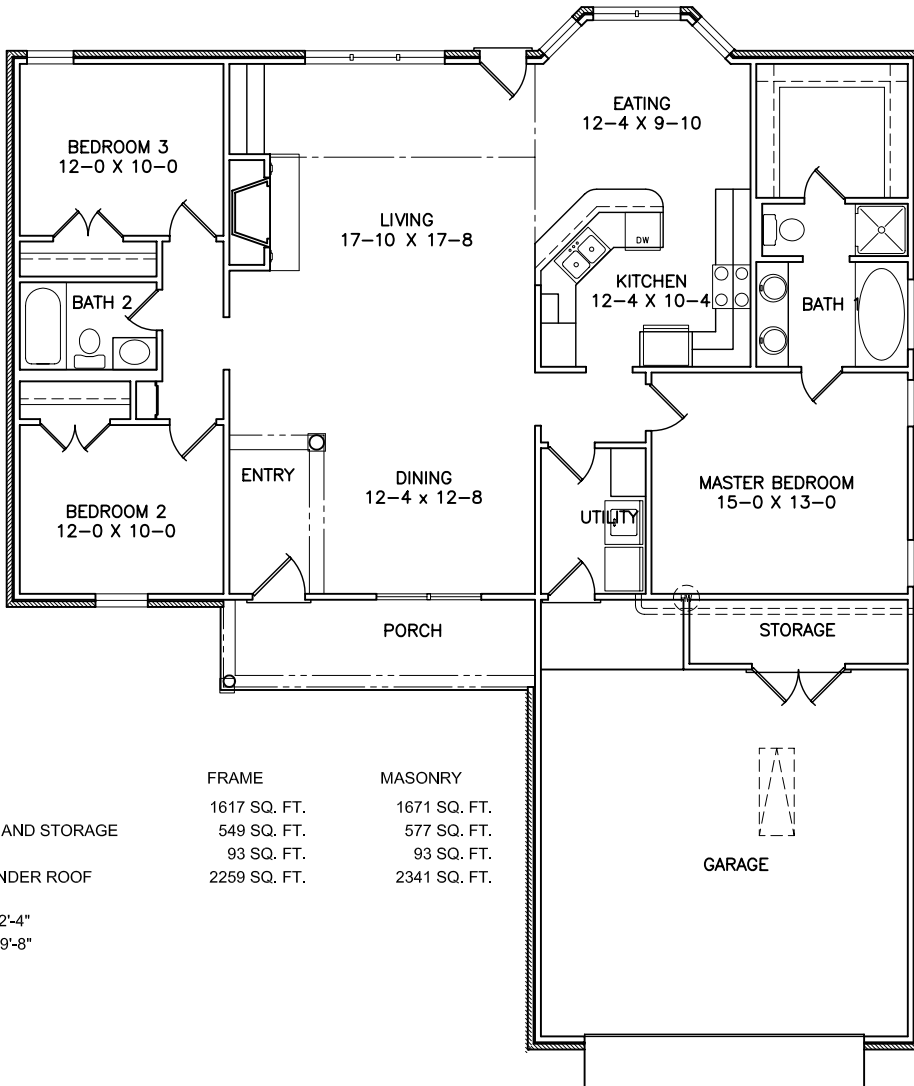 EATING
12-4 X 9-10
BEDROOM 3
12-0 X 10-0
LIVING
17-10 X 17-8
DW
KITCHEN
12-4 X 10-4
BATH 2
BATH 1
ENTRY
DINING
12-4 x 12-8
MASTER BEDROOM
15-0 X 13-0
BEDROOM 2
12-0 X 10-0
UTILITY
PORCH
STORAGE
FRAME MASONRY
1617 SQ. FT. 1671 SQ. FT.
AND STORAGE 549 SQ. FT. 577 SQ. FT.
93 SQ. FT. 93 SQ. FT.
NDER ROOF 2259 SQ. FT. 2341 SQ. FT.
GARAGE
2'-4"
9'-8"